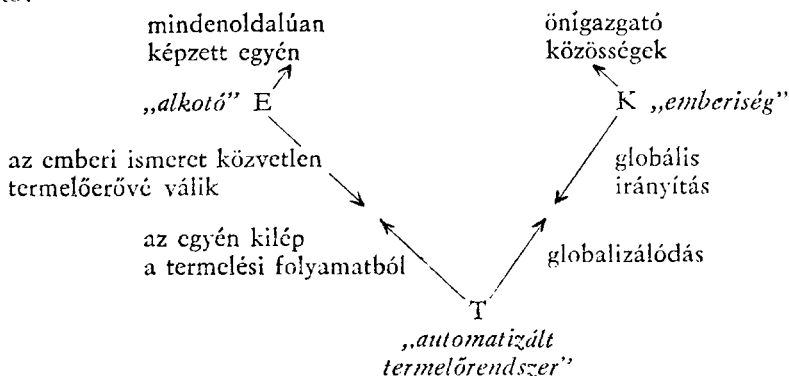 mindenoldalúan
képzett egyén
önigazgató
közösségek
„alkotó” E
K „emberiség”
az emberi ismeret közvetlen
termelőerővé válik
globális
irányítás
az egyén kilép
a termelési folyamatból
globalizálódás
T
„automatizált
termelőrendszer”